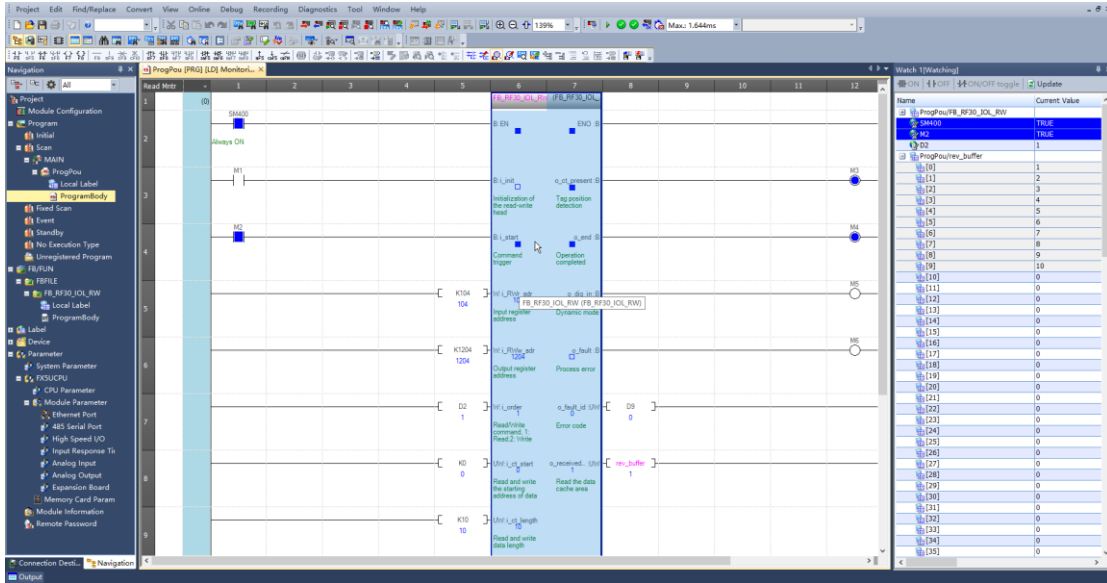 Project Edit Find/Replace Convert View Online Debug Recording Diagnostics Tool Window Help
139%
Max.: 1.644ms
Navigation
ProgPou [PRG] [LD] Monitori...
Watch 1[Watching]
All
Read Mntr 1 2 3 4 5 6 7 8 9 10 11 12
ON OFF ON/OFF toggle Update
Name Current Value
Project
Module Configuration
Program
Initial
Scan
MAIN
ProgPou
Local Label
ProgramBody
Fixed Scan
Event
Standby
No Execution Type
Unregistered Program
FB/FUN
FBFILE
FB_RF30_IOL_RW
Local Label
ProgramBody
Label
Device
Parameter
System Parameter
FX5UCPU
CPU Parameter
Module Parameter
Ethernet Port
485 Serial Port
High Speed I/O
Input Response Ti
Analog Input
Analog Output
Expansion Board
Memory Card Param
Module Information
Remote Password
Connection Desti... Navigation
Output
1 (0) FB_RF30_IOL_RW (FB_RF30_IOL_
SM400
B: EN ENO :B
2 Always ON
M1 M3
B: i_init o_ct_present :B
3 Initialization of the read-write head
Tag position detection
M2 M4
B: i_start o_end :B
4 Command trigger
Operation completed
M5
K104
104
o_dig_in :B
FB_RF30_IOL_RW (FB_RF30_IOL_RW)
5 Input register address
Dynamic mode
M6
K1204
1204
o_fault :B
1204
6 Output register address
Process error
D2
1
i_order
1
o_fault_id
0
D9
0
7 Read/Write command, 1: Read,2: Write
Error code
K0
0
i_ct_start
0
o_received..
1
rev_buffer
1
8 Read and write the starting address of data
Read the data cache area
K10
10
i_ct_length
10
9 Read and write data length
ProgPou/FB_RF30_IOL_RW
SM400 TRUE
M2 TRUE
D2 1
ProgPou/rev_buffer
[0] 1
[1] 2
[2] 3
[3] 4
[4] 5
[5] 6
[6] 7
[7] 8
[8] 9
[9] 10
[10] 0
[11] 0
[12] 0
[13] 0
[14] 0
[15] 0
[16] 0
[17] 0
[18] 0
[19] 0
[20] 0
[21] 0
[22] 0
[23] 0
[24] 0
[25] 0
[26] 0
[27] 0
[28] 0
[29] 0
[30] 0
[31] 0
[32] 0
[33] 0
[34] 0
[35] 0